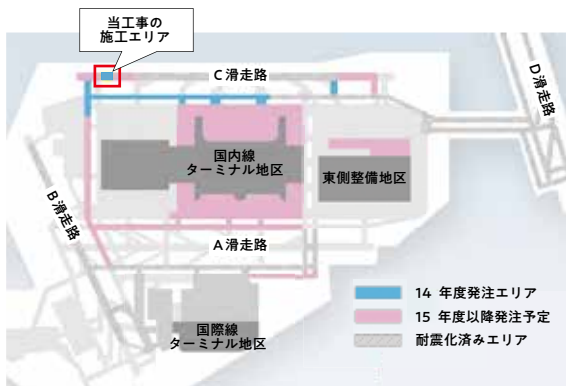 当工事の
施工エリア
C滑走路
D滑走路
国内線
ターミナル地区
東側整備地区
B滑走路
A滑走路
国際線
ターミナル地区
14 年度発注エリア
15 年度以降発注予定
耐震化済みエリア